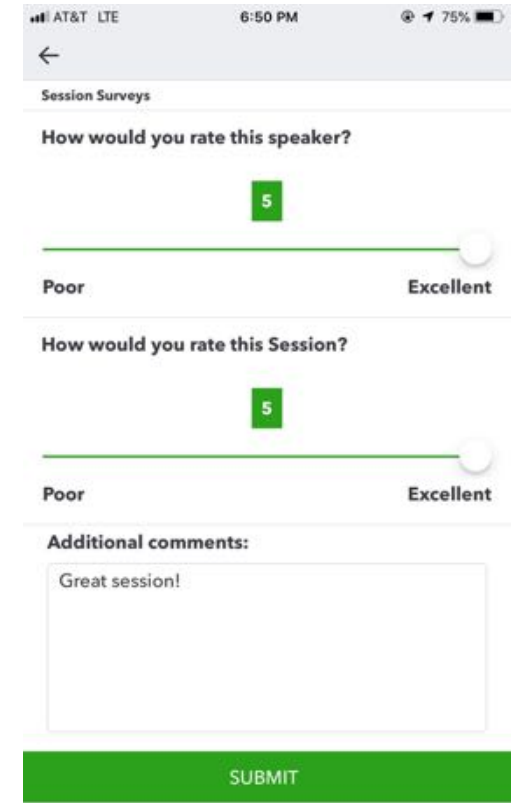 AT&T LTE 6:50 PM 75%
Session Surveys
How would you rate this speaker?
5
Poor Excellent
How would you rate this Session?
5
Poor Excellent
Additional comments:
Great session!
SUBMIT